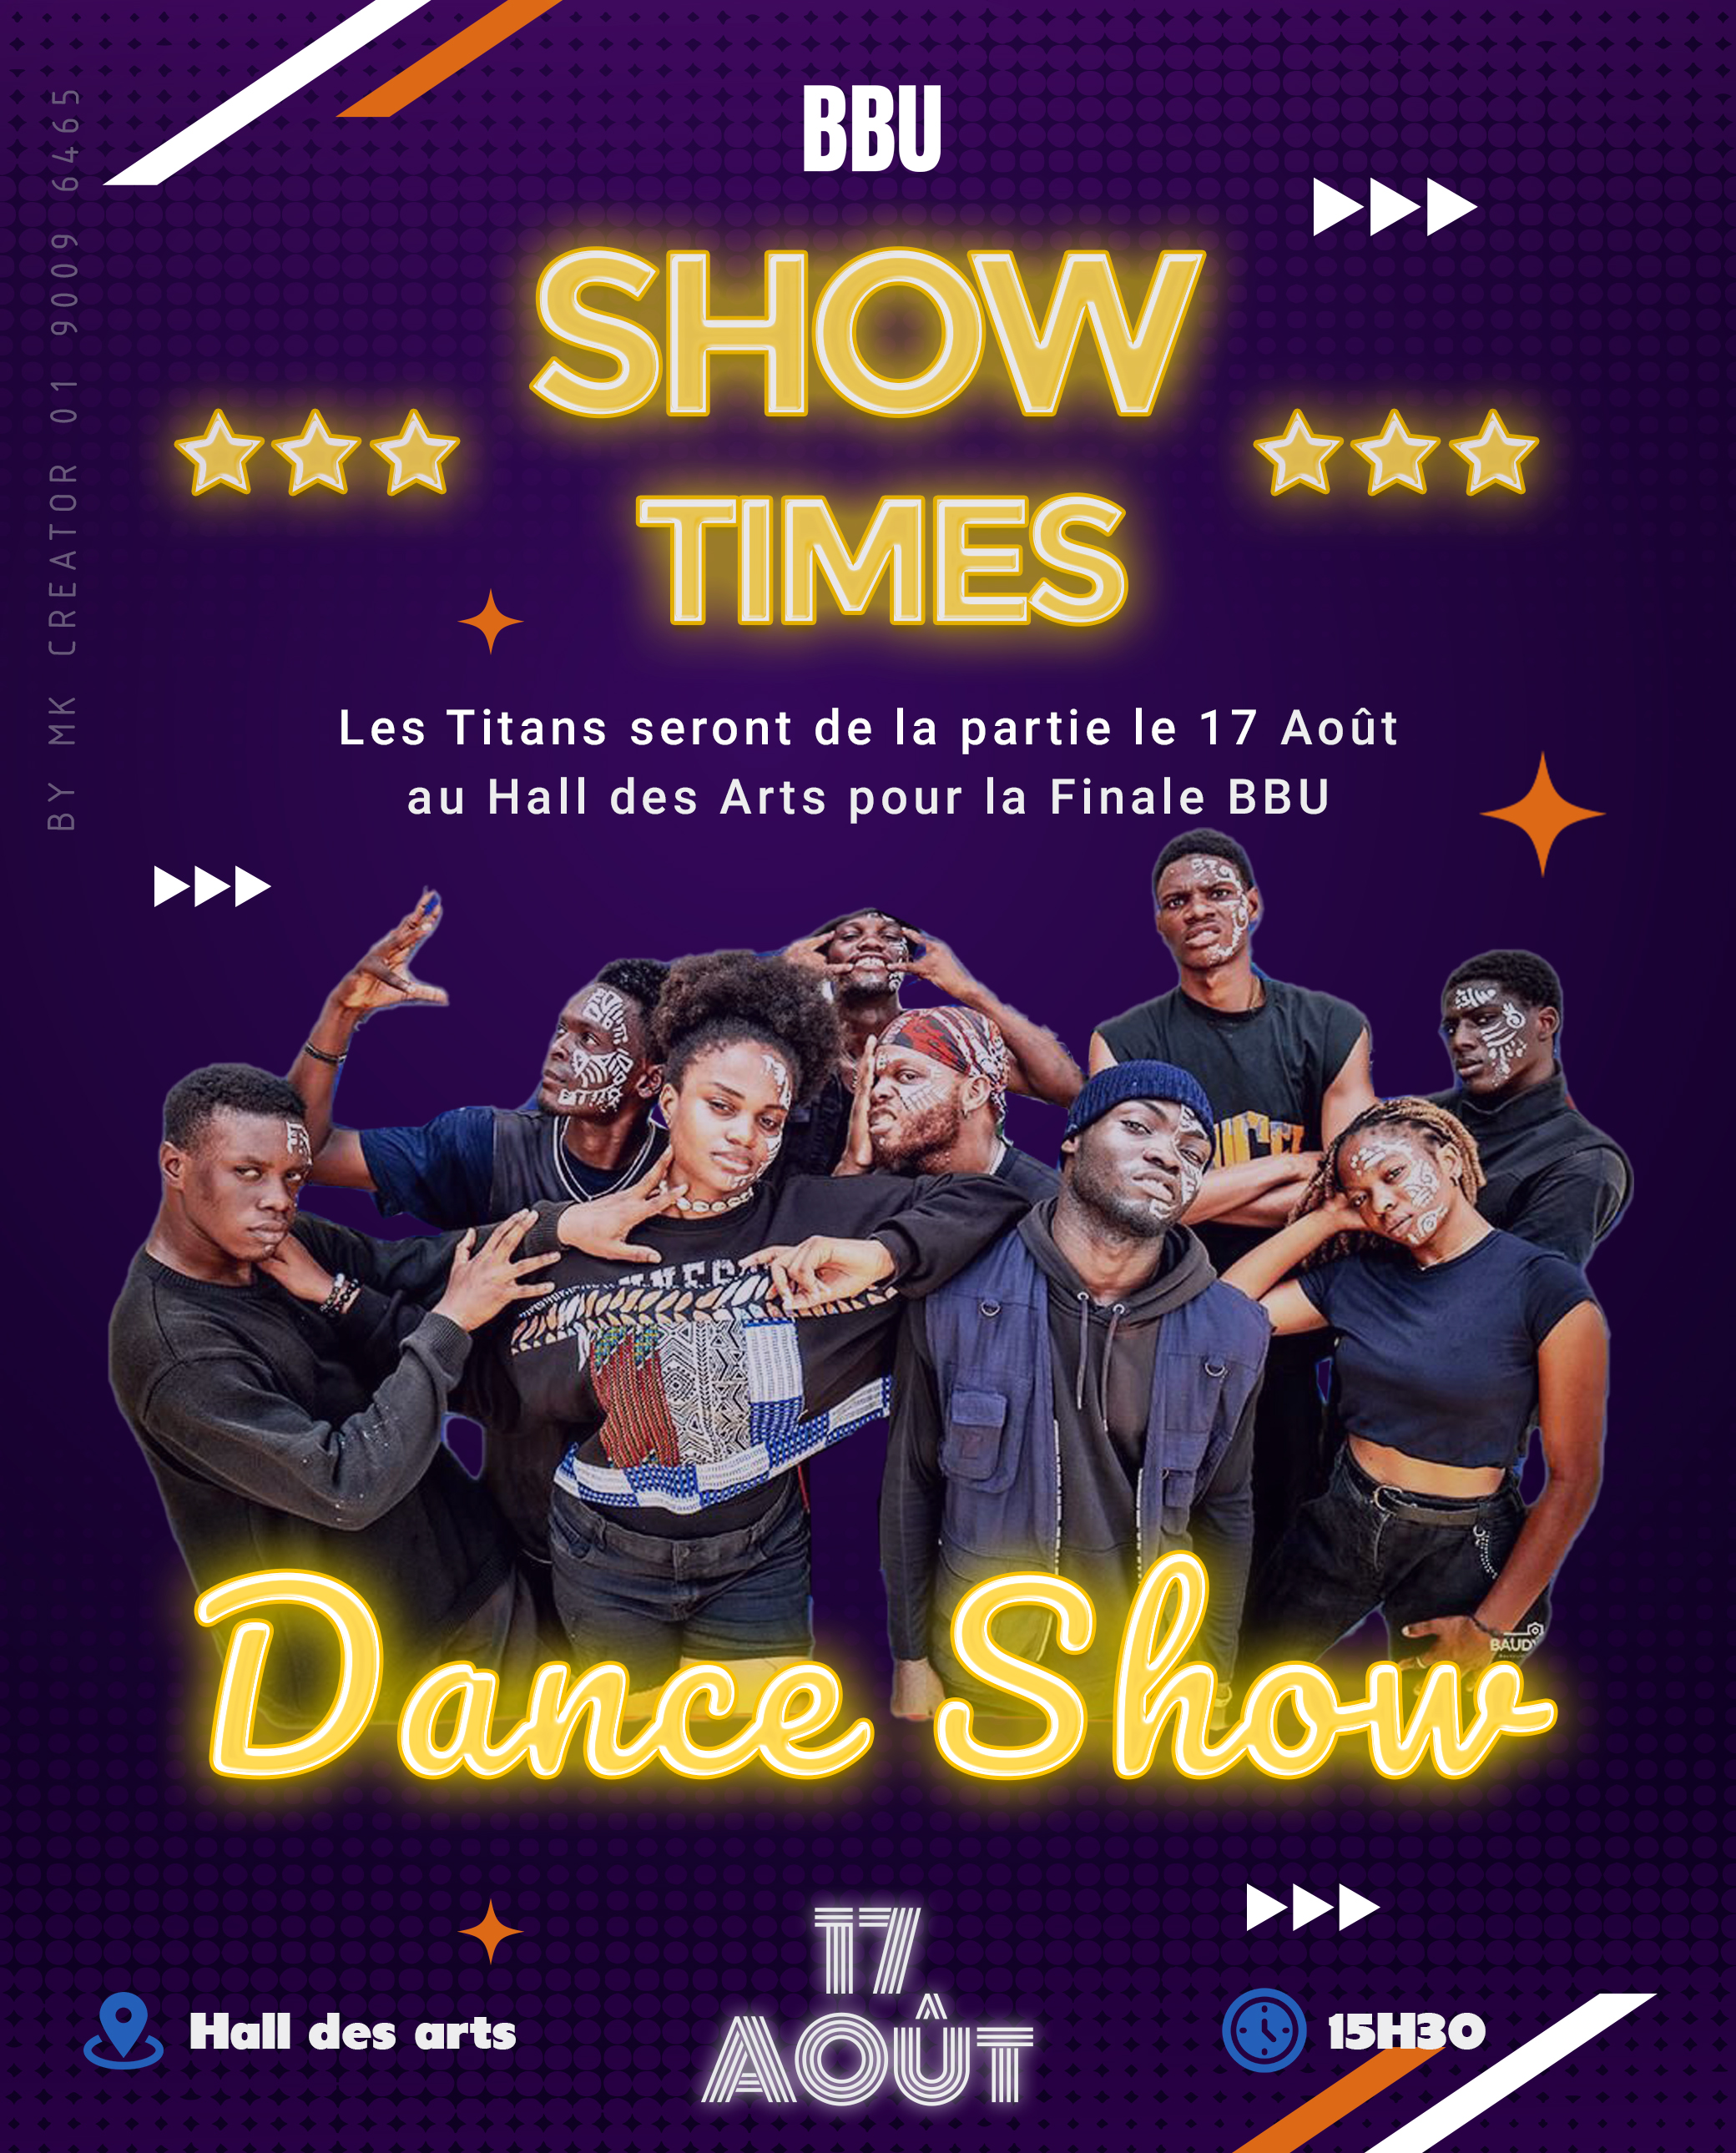 BBU
SHOW
TIMES
BY MK CREATOR 01 9009 6465
Les Titans seront de la partie le 17 Août
au Hall des Arts pour la Finale BBU
Dance Show
BAUDY
17
AOÛT
Hall des arts
15H30